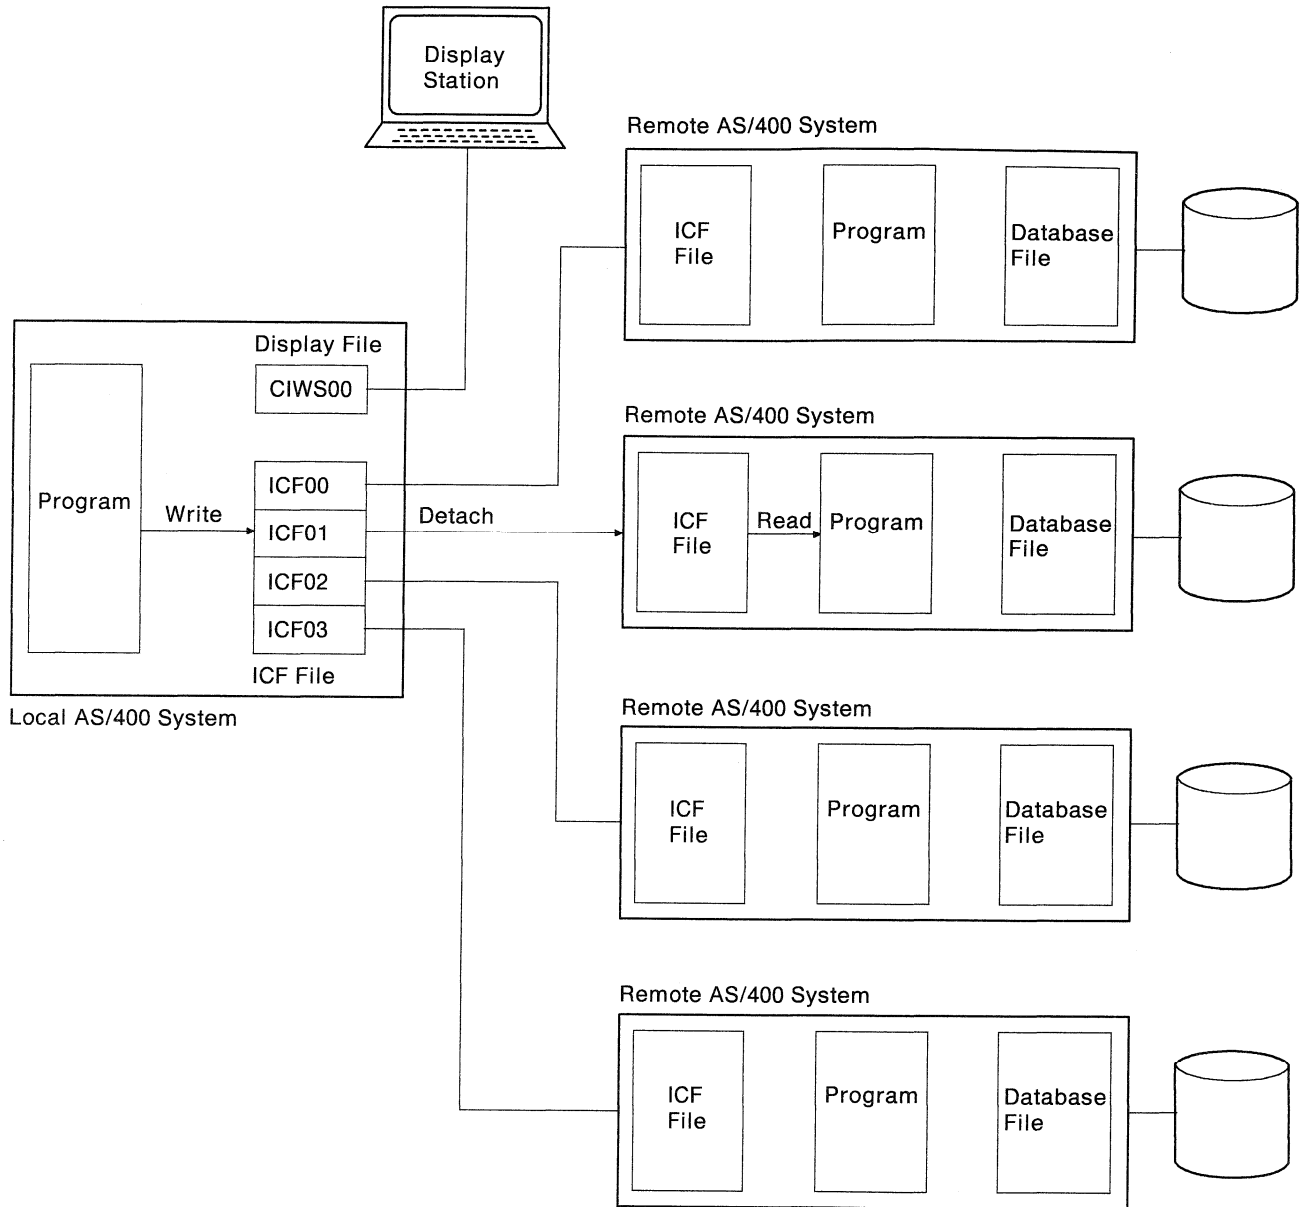 Display
Station
Remote AS/400 System
ICF
File
Program
Database
File
Display File
CIWS00
Program
Write
ICF00
ICF01
ICF02
ICF03
ICF File
Local AS/400 System
Detach
Remote AS/400 System
ICF
File
Read
Program
Database
File
Remote AS/400 System
ICF
File
Program
Database
File
Remote AS/400 System
ICF
File
Program
Database
File